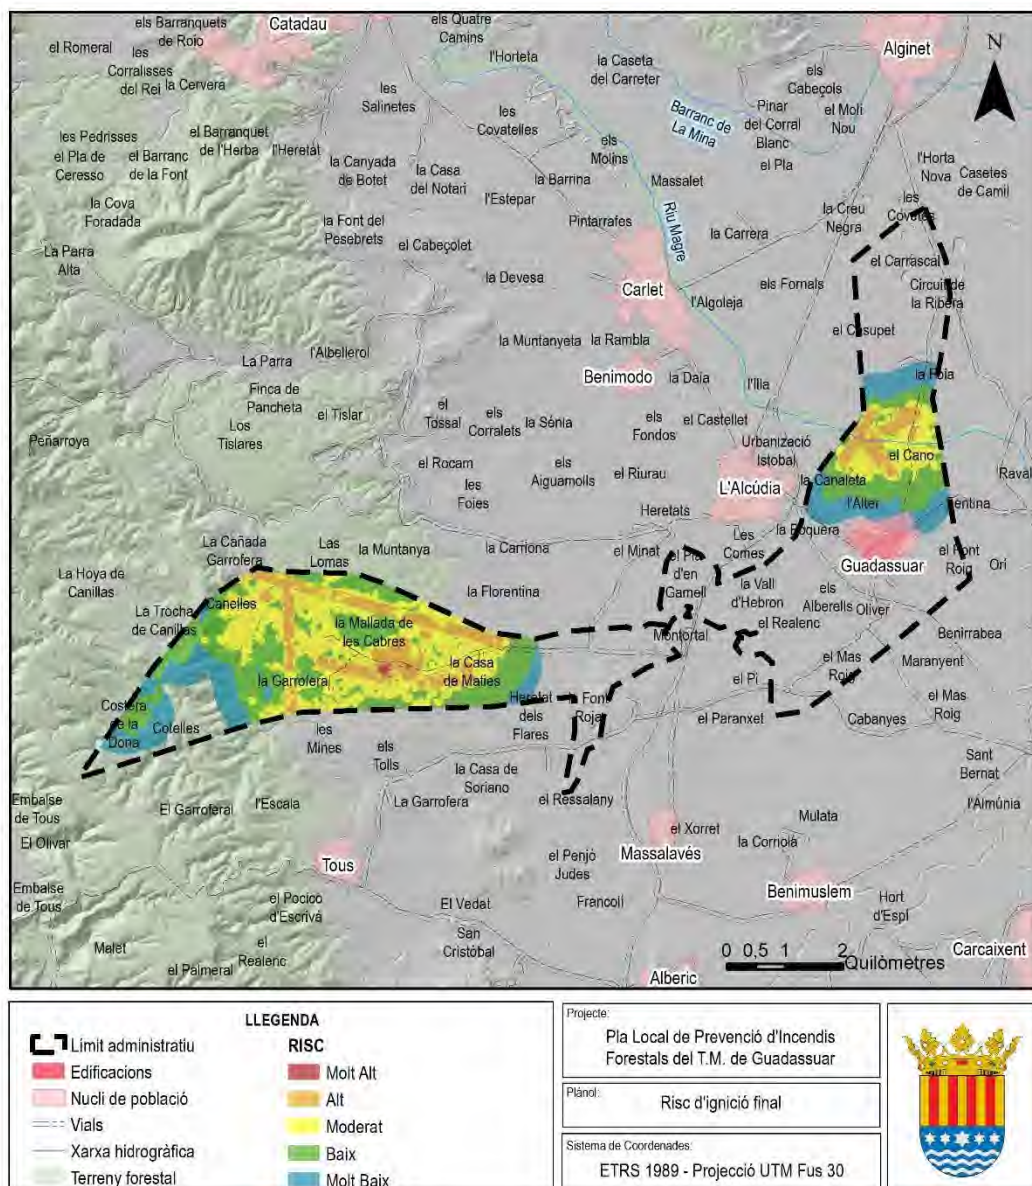 els Barranquets
de Roio
Catadau
els Quatre
Camins
Alginet
N
el Romeral
les
Corralisses
del Rei
la Cervera
l'Horteta
la Caseta
del Carreter
els
Cabeçols
les
Salinetes
les
Covatelles
Barranc de
La Mina
Pinar
del Corral
Blanc
el Molí
Nou
les Pedrisses
el Pla de
Ceresso
el Barranquet
de l'Herba
l'Heretat
el Barranc
de la Font
la Canyada
de Botet
la Casa
del Notari
els
Molins
el Pla
l'Horta
Nova
Casetes
de Camil
la Barrina
Massalet
l'Estepar
la Cova
Foradada
la Font del
Pesebrets
Pintarrafes
Riu Magre
la Creu
Negra
les
Covetes
La Parra
Alta
el Cabeçolet
la Carrera
el Carrascal
la Devesa
Carlet
l'Algoleja
els Fornals
Circuit de
la Ribera
la Muntanyeta
la Rambla
el Casupet
La Parra
l'Albellerol
Benimodo
la Daia
l'Illa
la Foia
Finca de
Pancheta
Los
Tislares
el Tislar
el
Tossal
els
Corralets
la Sénia
els
Fondos
el Castellet
Peñarroya
Urbanizació
Istobal
el Cano
el Rocam
les
Foies
els
Aiguamolls
el Riurau
L'Alcúdia
la Canaleta
l'Alter
Raval
Heretats
la Boquera
La Cañada
Garrofera
Las
Lomas
la Muntanya
la Carriona
el Minat
Les
Comes
Guadassuar
el Pont
Roig
Ori
La Hoya de
Canillas
el Pla
d'en
Gamell
la Vall
d'Hebron
La Trocha
de Canillas
Canelles
la Florentina
els
Alberells
Oliver
la Mallada de
les Cabres
Montortal
el Realenc
Benirrabea
la Garrofera
la Casa
de Maties
el Mas
Roig
Maranyent
el Pi
Costera
de la
Dona
Cotelles
les
Mines
Heretat
dels
Flares
la Font
Roja
el Paranxet
Cabanyes
el Mas
Roig
els
Tolls
la Casa de
Soriano
Sant
Bernat
Embalse
de Tous
El Garroferal
l'Escala
La Garrofera
el Ressalany
l'Almúnia
El Olivar
Mulata
Tous
Massalavés
el Xorret
la Cornoià
el Penjó
Judes
Embalse
de Tous
el Pocico
d'Escrivá
Francolí
Benimuslem
El Vedat
Hort
d'Espí
San
Cristóbal
Malet
el
Realenc
el Palmeral
Alberic
Carcaixent
0 0,5 1 2
Quilòmetres
LLEGENDA
Límit administratiu
Edificacions
Nucli de població
Vials
Xarxa hidrogràfica
Terreny forestal
RISC
Molt Alt
Alt
Moderat
Baix
Molt Baix
Projecte:
Pla Local de Prevenció d'Incendis
Forestals del T.M. de Guadassuar
Plànol:
Risc d'ignició final
Sistema de Coordenades:
ETRS 1989 - Projecció UTM Fus 30